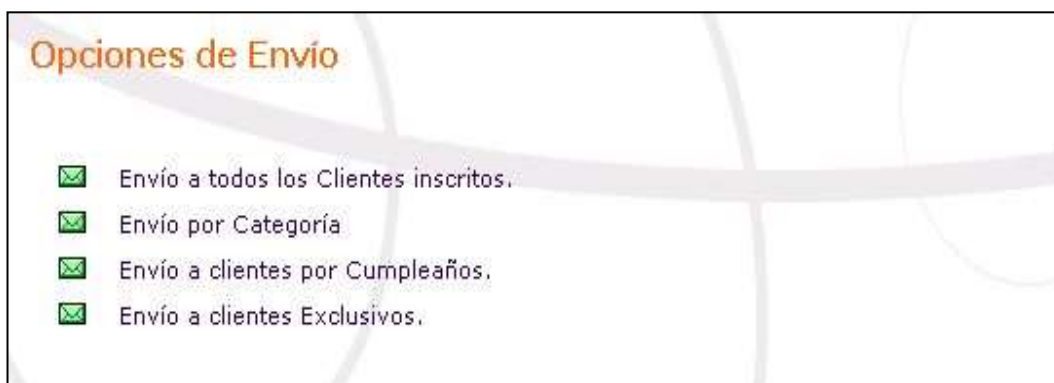 Opciones de Envío
Envío a todos los Clientes inscritos.
Envío por Categoría
Envío a clientes por Cumpleaños.
Envío a clientes Exclusivos.